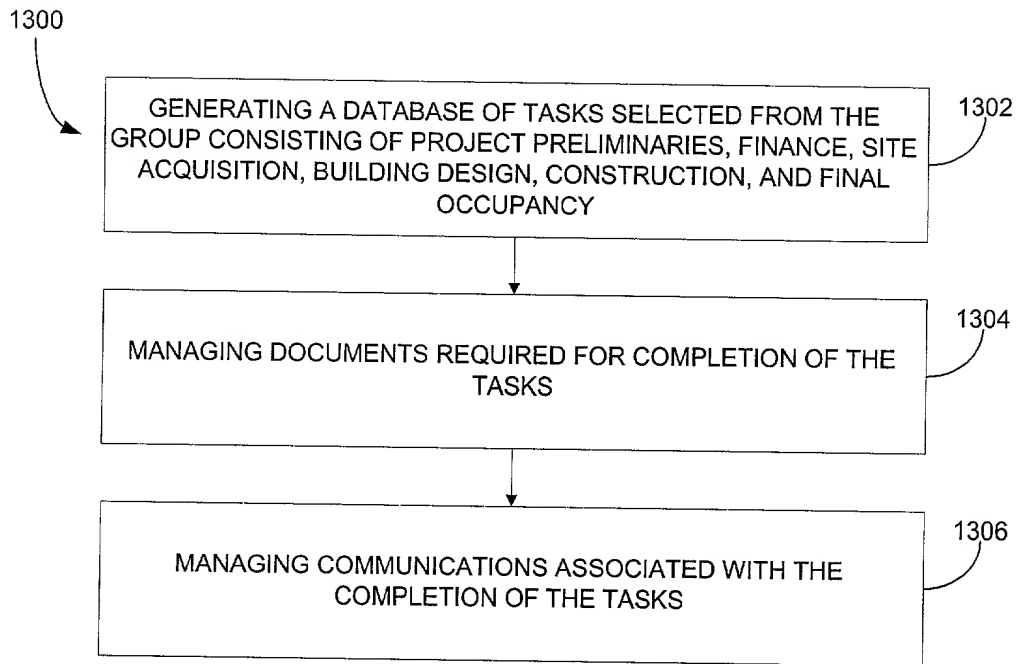 1300
GENERATING A DATABASE OF TASKS SELECTED FROM THE
GROUP CONSISTING OF PROJECT PRELIMINARIES, FINANCE, SITE
ACQUISITION, BUILDING DESIGN, CONSTRUCTION, AND FINAL
OCCUPANCY
1302
MANAGING DOCUMENTS REQUIRED FOR COMPLETION OF THE
TASKS
1304
MANAGING COMMUNICATIONS ASSOCIATED WITH THE
COMPLETION OF THE TASKS
1306